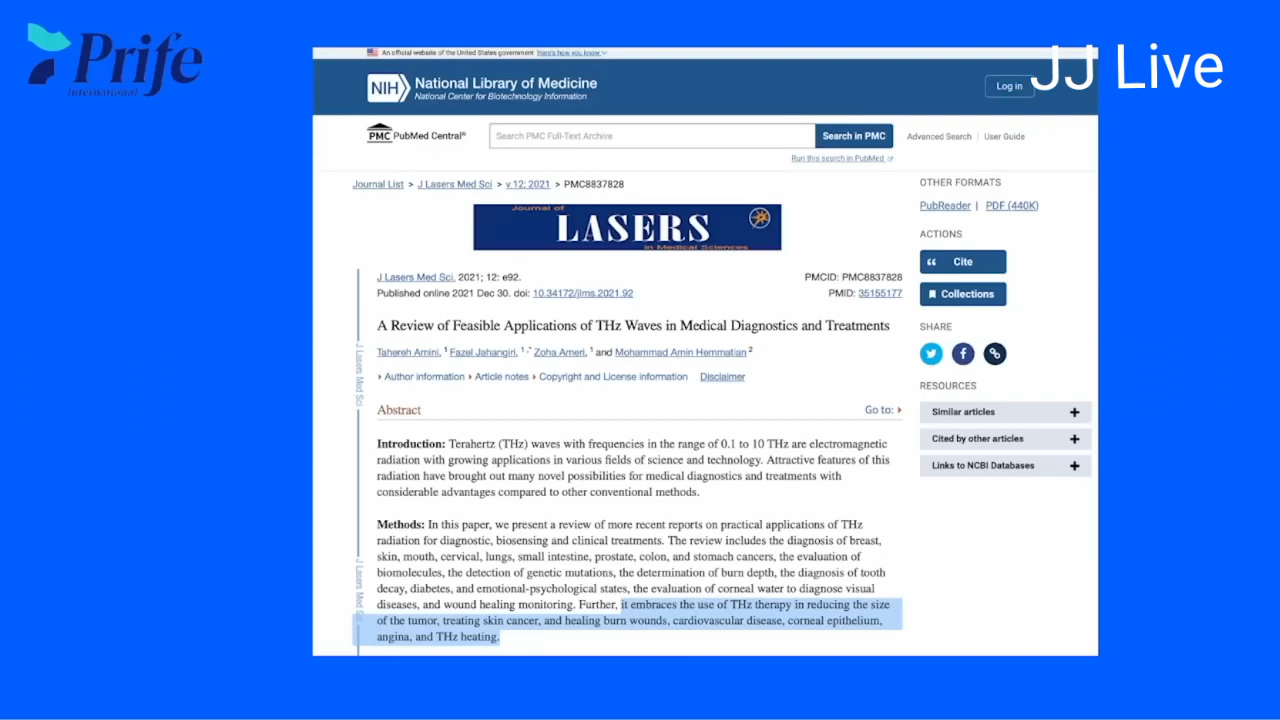 Prife
International
JJ Live
An official website of the United States government Here's how you know
NIH National Library of Medicine
National Center for Biotechnology Information
Log in
PMC PubMed Central®
Search PMC Full-Text Archive
Search in PMC
Advanced Search | User Guide
Run this search in PubMed
Journal List > J Lasers Med Sci > v.12; 2021 > PMC8837828
Journal of
LASERS
in Medical Sciences
J Lasers Med Sci. 2021; 12: e92.
PMCID: PMC8837828
Published online 2021 Dec 30. doi: 10.34172/jlms.2021.92
PMID: 35155177
A Review of Feasible Applications of THz Waves in Medical Diagnostics and Treatments
Tahereh Amini, 1 Fazel Jahangiri, 1 , * Zoha Ameri, 1 and Mohammad Amin Hemmatian 2
Author information Article notes Copyright and License information Disclaimer
Abstract
Go to:
Introduction: Terahertz (THz) waves with frequencies in the range of 0.1 to 10 THz are electromagnetic
radiation with growing applications in various fields of science and technology. Attractive features of this
radiation have brought out many novel possibilities for medical diagnostics and treatments with
considerable advantages compared to other conventional methods.
Methods: In this paper, we present a review of more recent reports on practical applications of THz
radiation for diagnostic, biosensing and clinical treatments. The review includes the diagnosis of breast,
skin, mouth, cervical, lungs, small intestine, prostate, colon, and stomach cancers, the evaluation of
biomolecules, the detection of genetic mutations, the determination of burn depth, the diagnosis of tooth
decay, diabetes, and emotional-psychological states, the evaluation of corneal water to diagnose visual
diseases, and wound healing monitoring. Further, it embraces the use of THz therapy in reducing the size
of the tumor, treating skin cancer, and healing burn wounds, cardiovascular disease, corneal epithelium,
angina, and THz heating.
J Lasers Med Sci
J Lasers Med Sci
OTHER FORMATS
PubReader | PDF (440K)
ACTIONS
Cite
Collections
SHARE
RESOURCES
Similar articles
Cited by other articles
Links to NCBI Databases